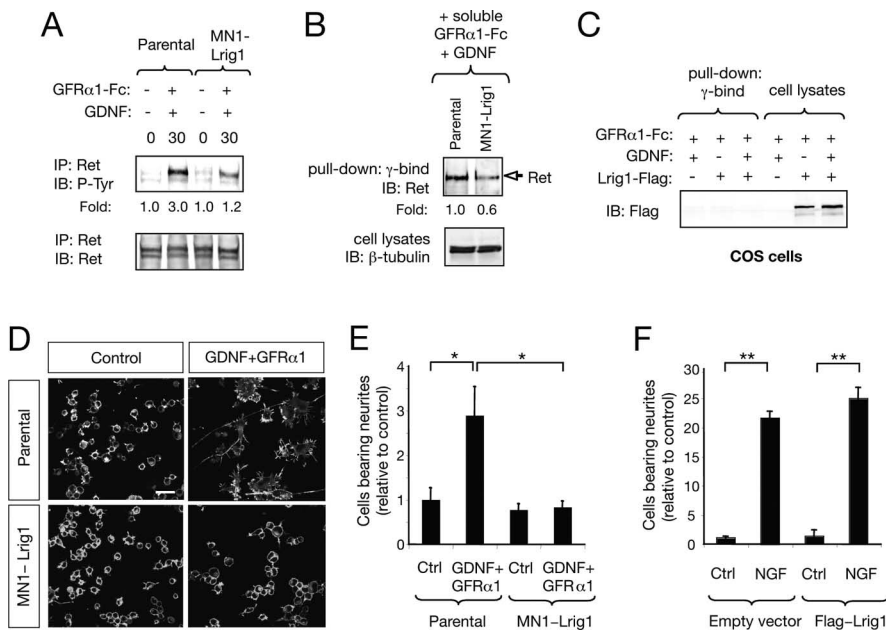 A
Parental
MN1-
Lrig1
GFRα1-Fc: - + - +
GDNF: - + - +
0 30 0 30
IP: Ret
IB: P-Tyr
Fold: 1.0 3.0 1.0 1.2
IP: Ret
IB: Ret
B
+ soluble
GFRα1-Fc
+ GDNF
Parental
MN1-Lrig1
pull-down: γ-bind
IB: Ret
Ret
Fold: 1.0 0.6
cell lysates
IB: β-tubulin
C
pull-down:
γ-bind
cell lysates
GFRα1-Fc: + + + + + +
GDNF: + - + + - +
Lrig1-Flag: - + + - + +
IB: Flag
COS cells
D
Control
GDNF+GFRα1
Parental
MN1– Lrig1
E
Cells bearing neurites
(relative to control)
4
3
2
1
0
*
*
Ctrl
GDNF+
GFRα1
Ctrl
GDNF+
GFRα1
Parental
MN1–Lrig1
F
Cells bearing neurites
(relative to control)
30
25
20
15
10
5
0
**
**
Ctrl
NGF
Ctrl
NGF
Empty vector
Flag–Lrig1